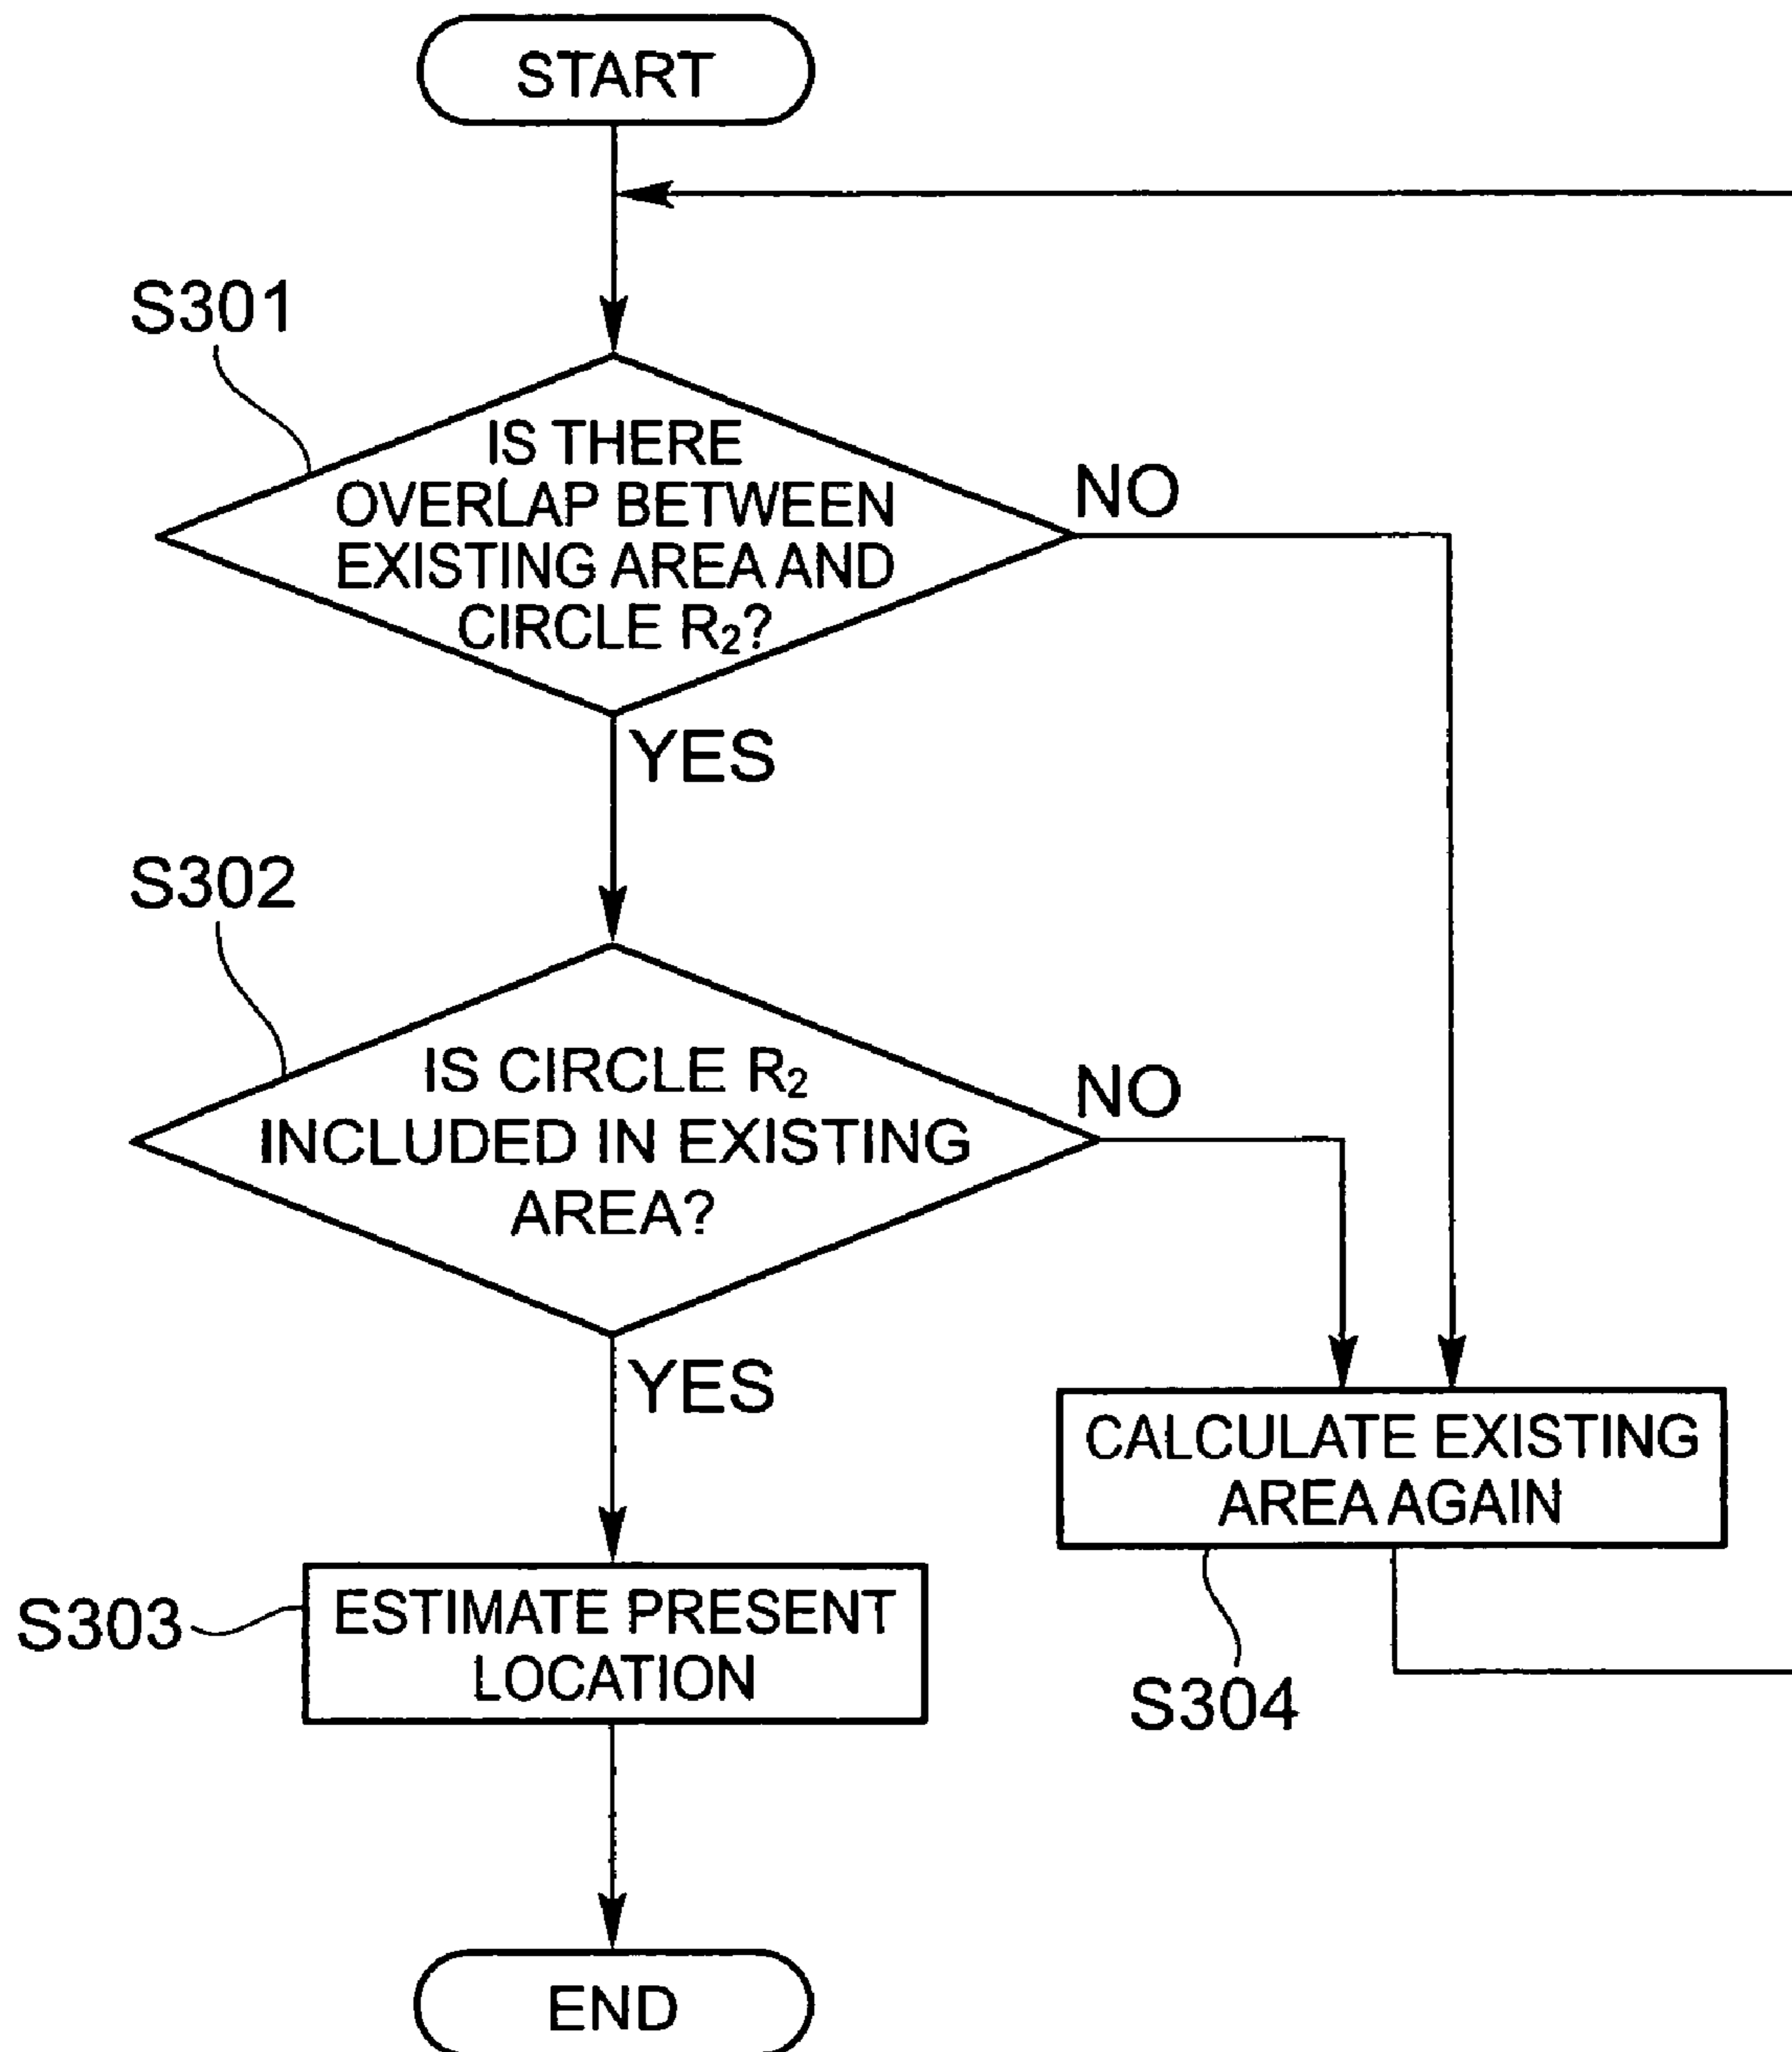 START
S301
IS THERE
OVERLAP BETWEEN
EXISTING AREA AND
CIRCLE R₂?
NO
YES
S302
IS CIRCLE R₂
INCLUDED IN EXISTING
AREA?
NO
YES
CALCULATE EXISTING
AREA AGAIN
S304
S303
ESTIMATE PRESENT
LOCATION
END